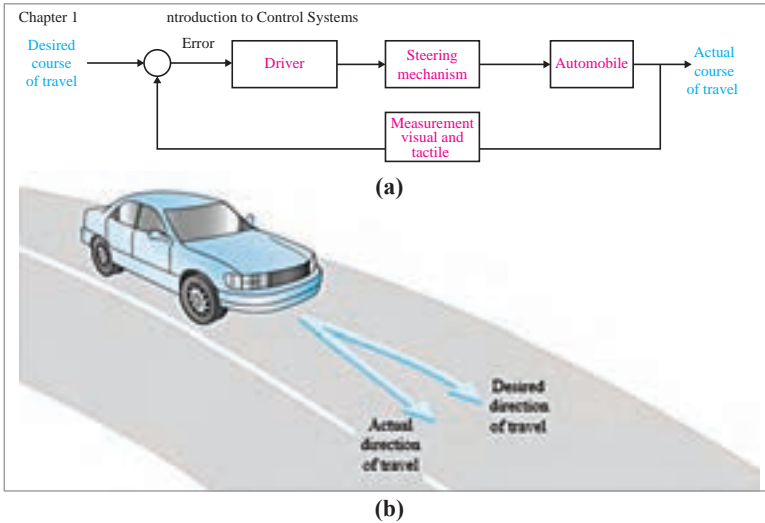 Chapter 1 ntroduction to Control Systems
Desired
course
of travel
Error
Driver
Steering
mechanism
Automobile
Actual
course
of travel
Measurement
visual and
tactile
(a)
Desired
direction
of travel
Actual
direction
of travel
(b)